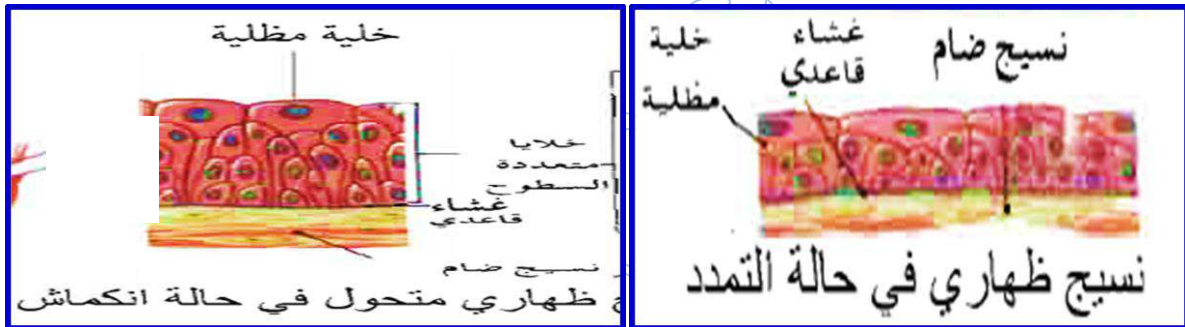 نسيج ضام
غشاء
قاعدي
خلية
مظلية
نسيج ظهاري في حالة التمدد
خلية مظلية
خلايا
متعددة
السطوح
غشاء
قاعدي
نسيج ضام
ظهاري متحول في حالة انكماش